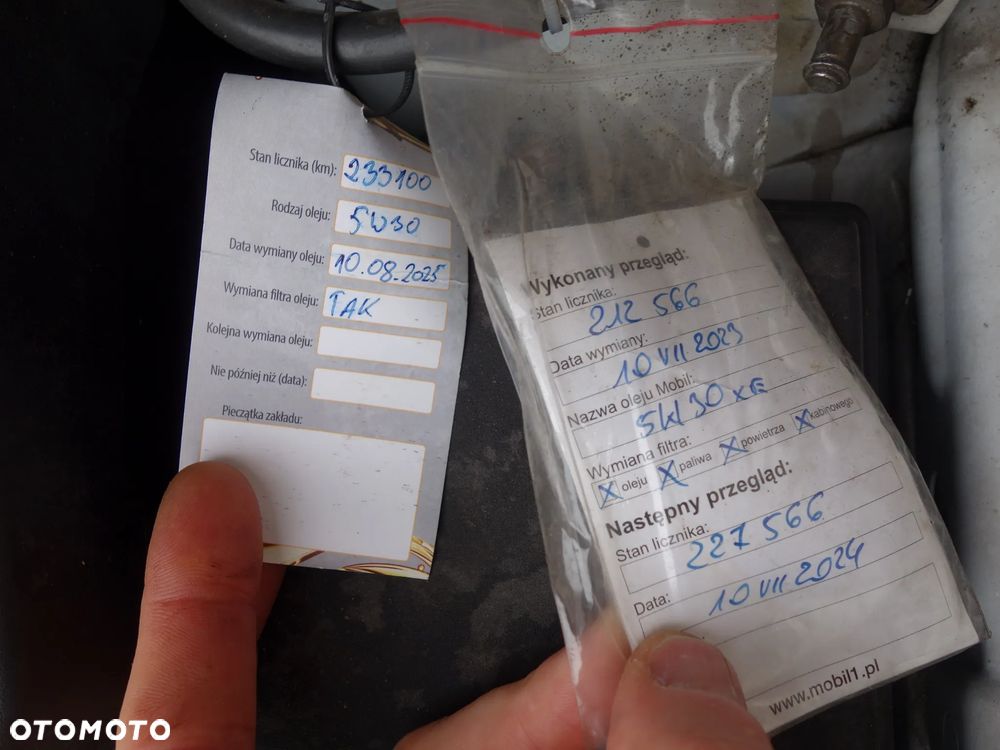 Stan licznika (km): 233100
Rodzaj oleju: 5W30
Data wymiany oleju: 10.08.2025
Wymiana filtra oleju: TAK
Kolejna wymiana oleju:
Nie później niż (data):
Pieczątka zakładu:
Wykonany przegląd:
Stan licznika:
212 566
Data wymiany:
10 VII 2023
Nazwa oleju Mobil:
5W30 XE
Wymiana filtra:
X oleju X paliwa X powietrza X kabinowego
Następny przegląd:
Stan licznika:
227 566
Data:
10 VII 2024
www.mobil1.pl
OTOMOTO